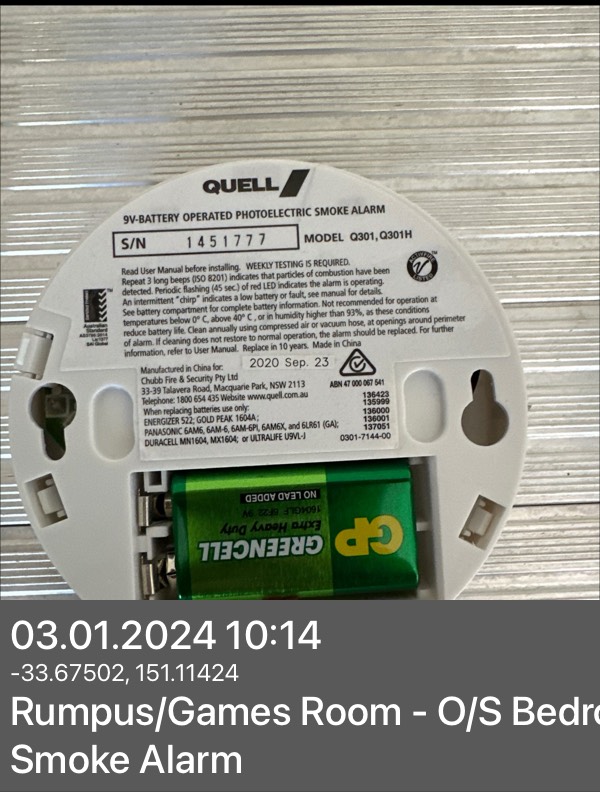 QUELL
9V-BATTERY OPERATED PHOTOELECTRIC SMOKE ALARM
S/N 1451777 MODEL Q301,Q301H
Read User Manual before installing. WEEKLY TESTING IS REQUIRED.
Repeat 3 long beeps (ISO 8201) indicates that particles of combustion have been
detected. Periodic flashing (45 sec.) of red LED indicates the alarm is operating.
An intermittent "chirp" indicates a low battery or fault, see manual for details.
See battery compartment for complete battery information. Not recommended for operation at
temperatures below 0° C, above 40° C, or in humidity higher than 93%, as these conditions
reduce battery life. Clean annually using compressed air or vacuum hose, at openings around perimeter
of alarm. If cleaning does not restore to normal operation, the alarm should be replaced. For further
information, refer to User Manual. Replace in 10 years. Made in China
Australian
Standard
2020 Sep. 23
Manufactured in China for:
Chubb Fire & Security Pty Ltd
33-39 Talavera Road, Macquarie Park, NSW 2113
Telephone: 1800 654 435 Website www.quell.com.au
When replacing batteries use only:
ENERGIZER 522; GOLD PEAK 1604A;
PANASONIC 6AM6, 6AM-6, 6AM-6PI, 6AM6X, and 6LR61 (GA);
DURACELL MN1604, MX1604; or ULTRALIFE U9VL-J
ABN 47 000 067 541
136423
135999
136000
136001
137051
0301-7144-00
GP
GREENCELL
Extra Heavy Duty
9V
NO LEAD ADDED
03.01.2024 10:14
-33.67502, 151.11424
Rumpus/Games Room - O/S Bedro
Smoke Alarm